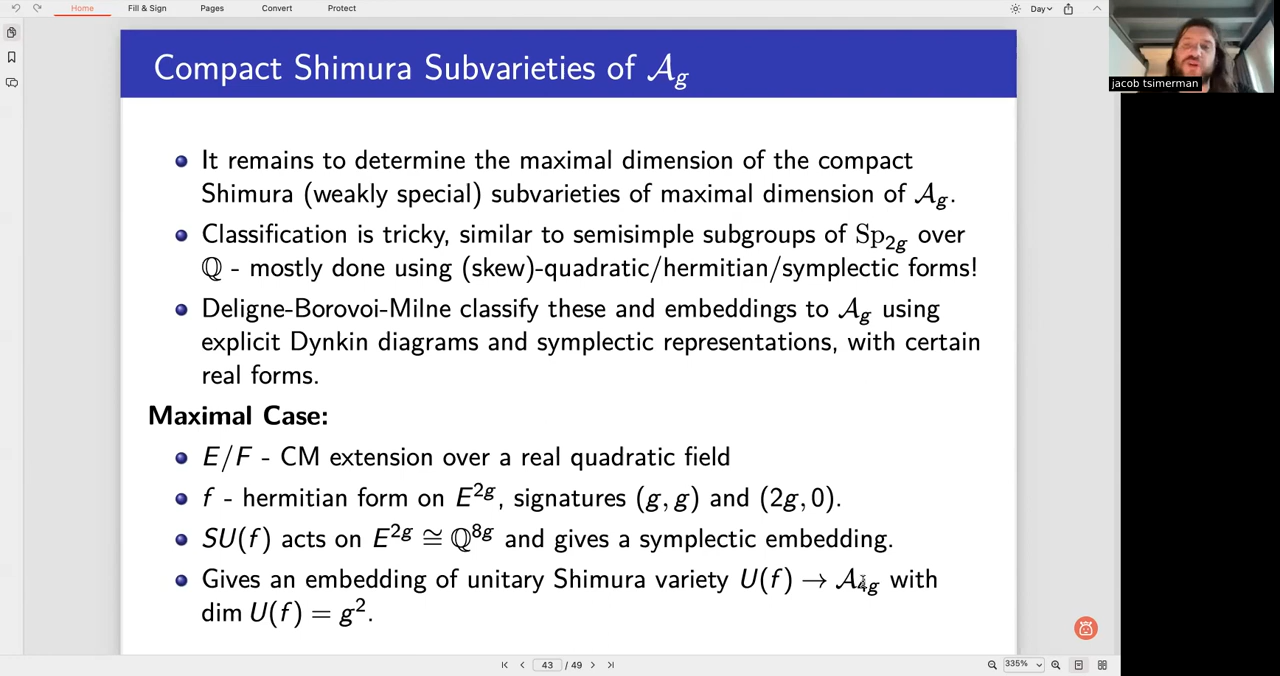 Home Fill & Sign Pages Convert Protect Day
jacob tsimerman
Compact Shimura Subvarieties of 𝒜_g
It remains to determine the maximal dimension of the compact
Shimura (weakly special) subvarieties of maximal dimension of 𝒜_g.
Classification is tricky, similar to semisimple subgroups of Sp_{2g} over
ℚ - mostly done using (skew)-quadratic/hermitian/symplectic forms!
Deligne-Borovoi-Milne classify these and embeddings to 𝒜_g using
explicit Dynkin diagrams and symplectic representations, with certain
real forms.
Maximal Case:
E/F - CM extension over a real quadratic field
f - hermitian form on E^{2g}, signatures (g, g) and (2g, 0).
SU(f) acts on E^{2g} ≅ ℚ^{8g} and gives a symplectic embedding.
Gives an embedding of unitary Shimura variety U(f) → 𝒜_{4g} with
dim U(f) = g².
43 / 49 335%